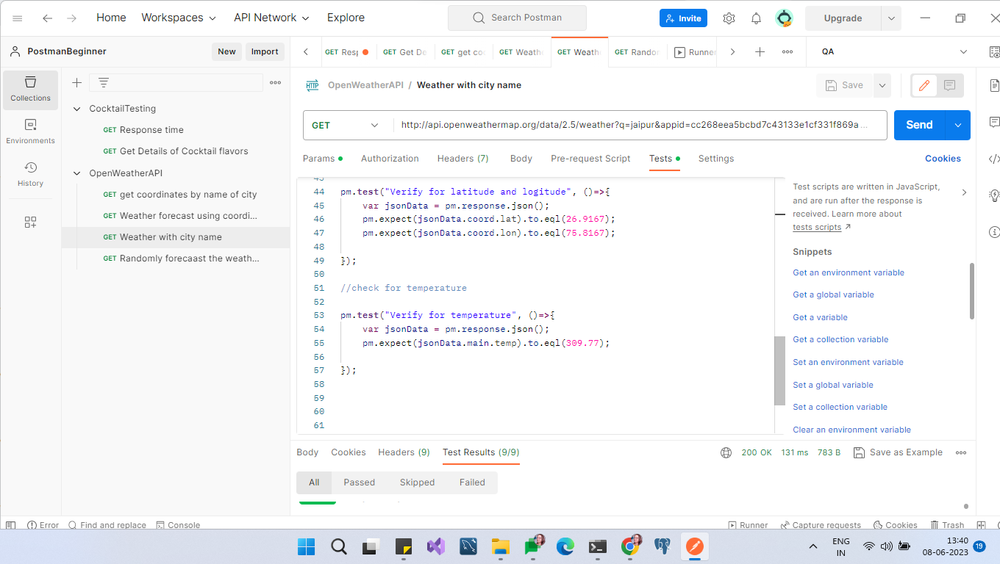 Home Workspaces API Network Explore Search Postman Invite Upgrade
PostmanBeginner New Import
GET Resp GET Get De GET get co GET Weath GET Weath GET Rando Runner QA
Collections
Environments
History
CocktailTesting
GET Response time
GET Get Details of Cocktail flavors
OpenWeatherAPI
GET get coordinates by name of city
GET Weather forecast using coordi...
GET Weather with city name
GET Randomly forecaast the weath...
HTTP OpenWeatherAPI / Weather with city name Save
GET http://api.openweathermap.org/data/2.5/weather?q=jaipur&appid=cc268eea5bcbd7c43133e1cf331f869a ... Send
Params Authorization Headers (7) Body Pre-request Script Tests Settings Cookies
43
44 pm.test("Verify for latitude and logitude", ()=>{
45 var jsonData = pm.response.json();
46 pm.expect(jsonData.coord.lat).to.eql(26.9167);
47 pm.expect(jsonData.coord.lon).to.eql(75.8167);
48
49 });
50
51 //check for temperature
52
53 pm.test("Verify for temperature", ()=>{
54 var jsonData = pm.response.json();
55 pm.expect(jsonData.main.temp).to.eql(309.77);
56
57 });
58
59
60
61
Test scripts are written in JavaScript,
and are run after the response is
received. Learn more about
tests scripts
Snippets
Get an environment variable
Get a global variable
Get a variable
Get a collection variable
Set an environment variable
Set a global variable
Set a collection variable
Clear an environment variable
Body Cookies Headers (9) Test Results (9/9) 200 OK 131 ms 783 B Save as Example
All Passed Skipped Failed
Error Find and replace Console Runner Capture requests Cookies Trash
ENG
IN
13:40
08-06-2023
19